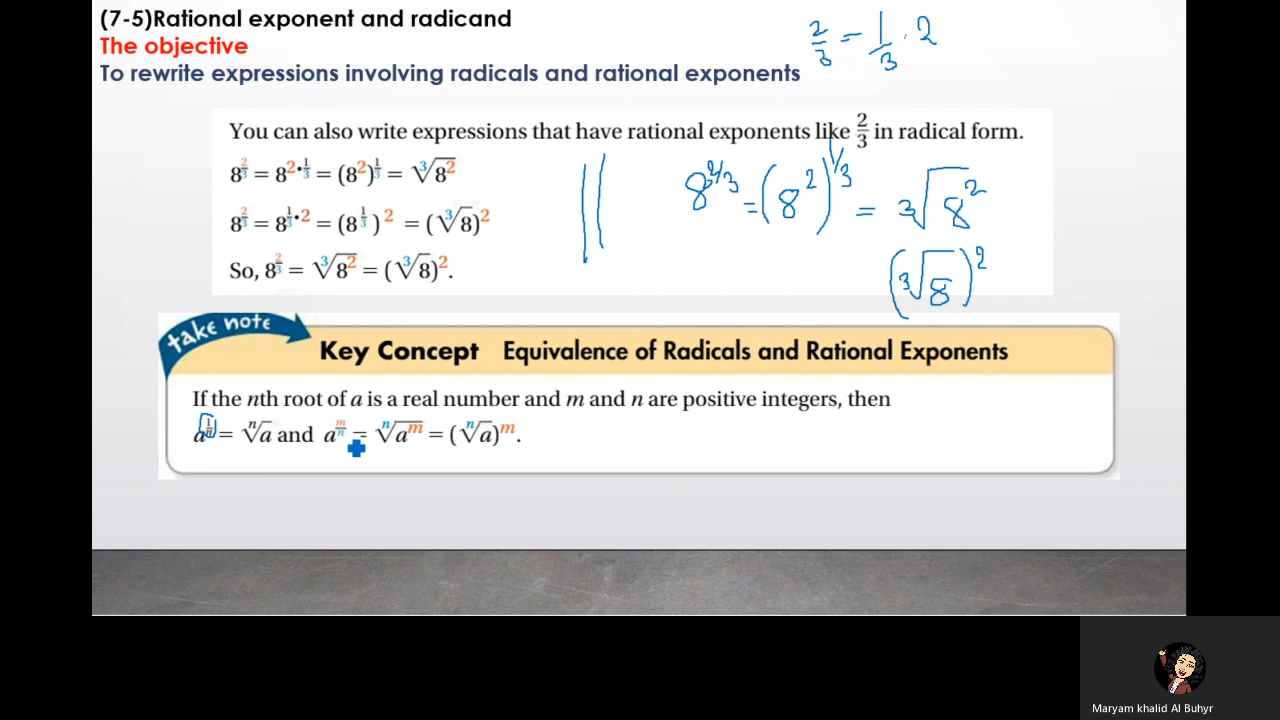 (7-5)Rational exponent and radicand
The objective
To rewrite expressions involving radicals and rational exponents
2/3 = 1/3 · 2
You can also write expressions that have rational exponents like 2/3 in radical form.
8^(2/3) = 8^(2•1/3) = (8^2)^(1/3) = ∛(8^2)
8^(2/3) = 8^(1/3•2) = (8^(1/3))^2 = (∛8)^2
So, 8^(2/3) = ∛(8^2) = (∛8)^2.
8^(2/3) = (8^2)^(1/3) = ∛8^2
(∛8)^2
take note
Key Concept Equivalence of Radicals and Rational Exponents
If the nth root of a is a real number and m and n are positive integers, then
a^(1/n) = ⁿ√a and a^(m/n) = ⁿ√(a^m) = (ⁿ√a)^m.
Maryam khalid Al Buhyr